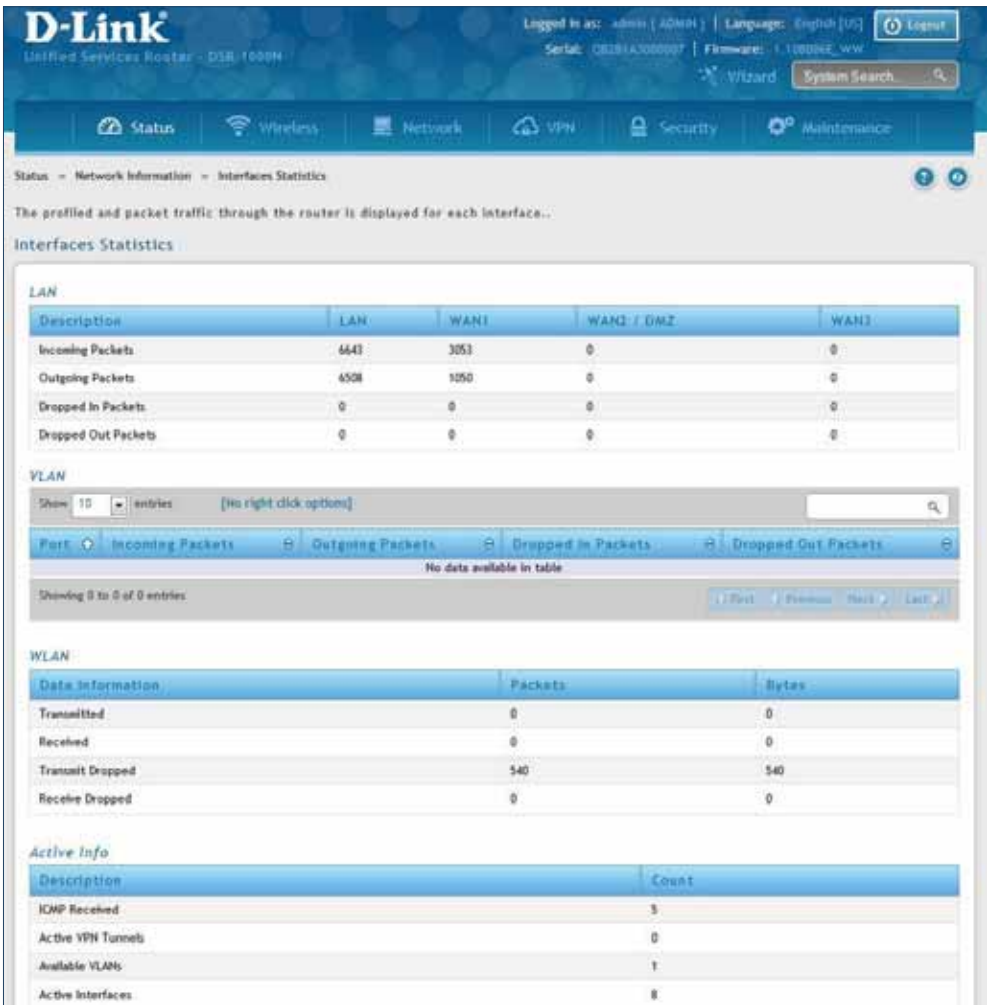 D-Link
Unified Services Router - DSR-1000N
Logged in as: admin ( ADMIN ) | Language: English [US]
Logout
Serial: | Firmware:
Wizard
System Search..
Status Wireless Network VPN Security Maintenance
Status » Network Information » Interfaces Statistics
The profiled and packet traffic through the router is displayed for each interface..
Interfaces Statistics
LAN
Description LAN WAN1 WAN2 / DMZ WAN3
Incoming Packets 6643 3053 0 0
Outgoing Packets 6508 1050 0 0
Dropped In Packets 0 0 0 0
Dropped Out Packets 0 0 0 0
VLAN
Show 10 entries [No right click options]
Port Incoming Packets Outgoing Packets Dropped In Packets Dropped Out Packets
No data available in table
Showing 0 to 0 of 0 entries
First Previous Next Last
WLAN
Data Information Packets Bytes
Transmitted 0 0
Received 0 0
Transmit Dropped 540 540
Receive Dropped 0 0
Active Info
Description Count
ICMP Received 5
Active VPN Tunnels 0
Available VLANs 1
Active Interfaces 8